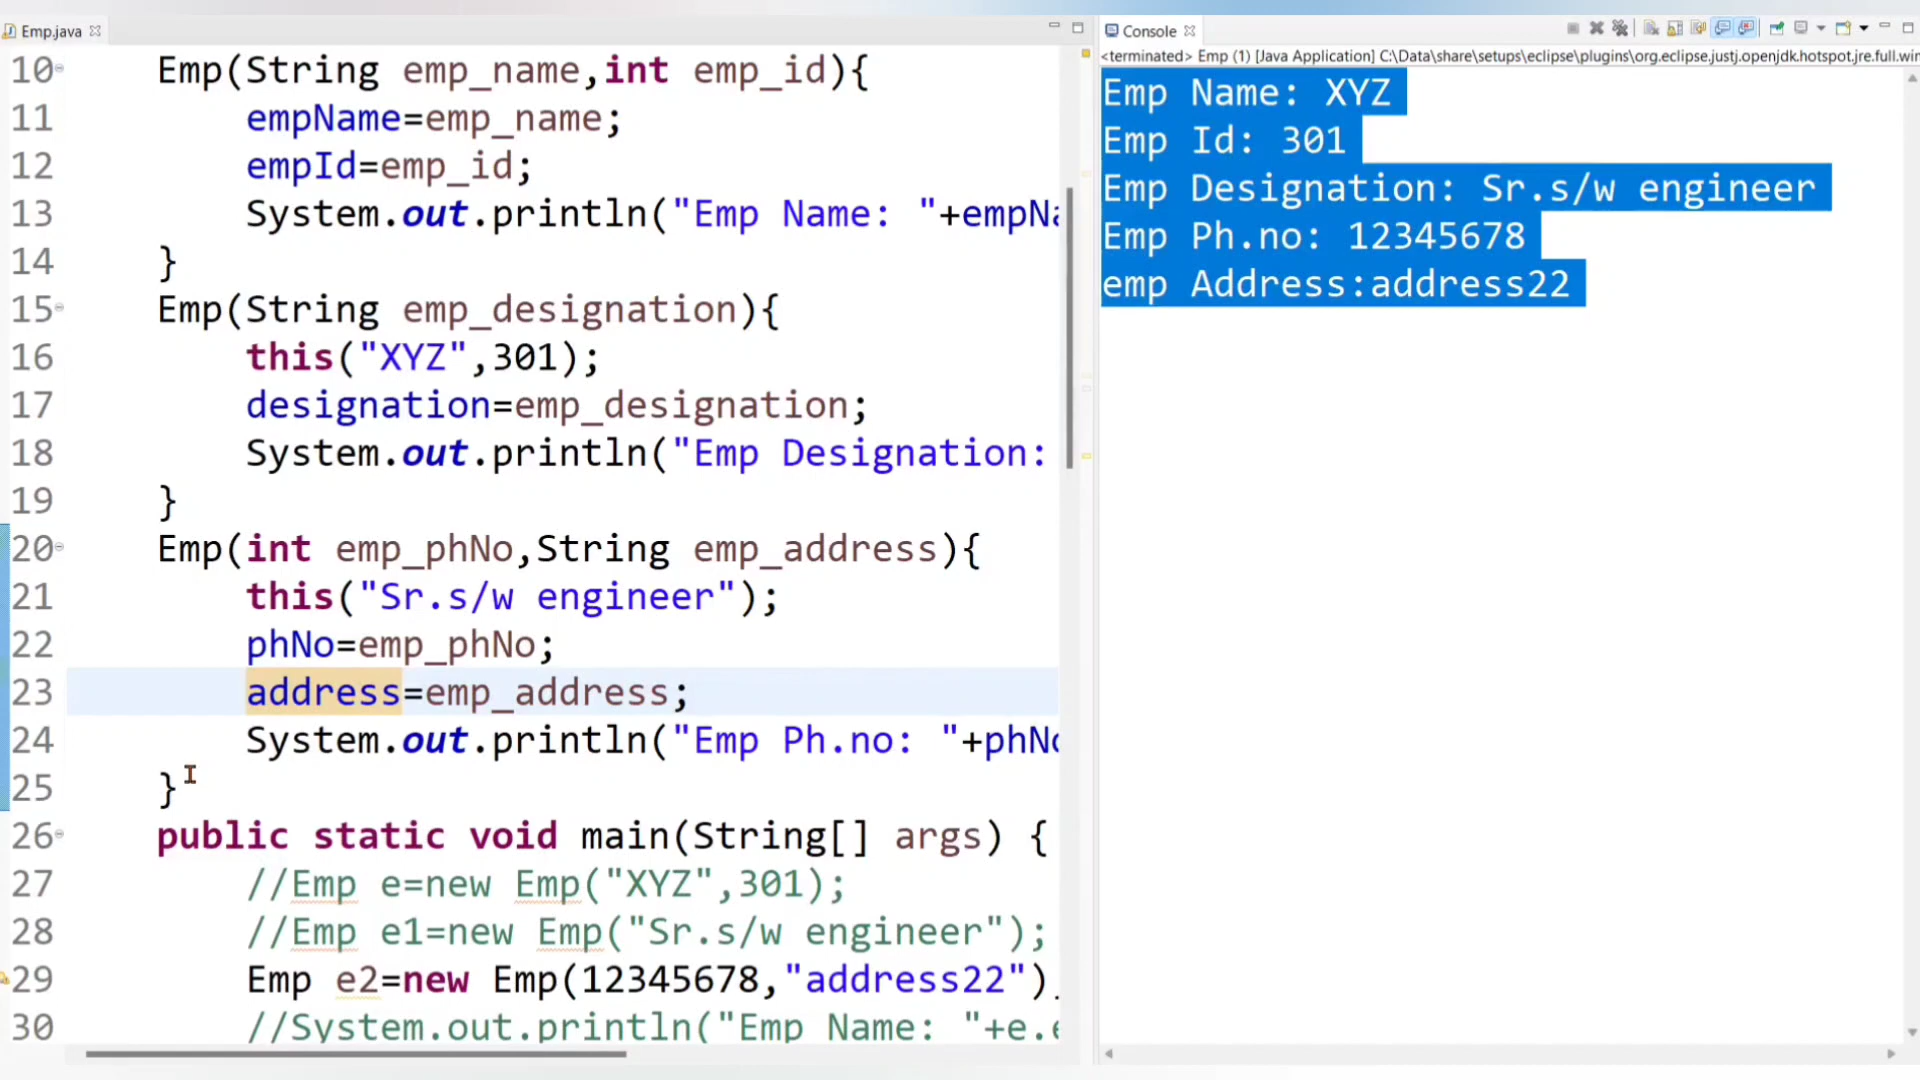 Emp.java
10 Emp(String emp_name,int emp_id){
11 empName=emp_name;
12 empId=emp_id;
13 System.out.println("Emp Name: "+empNa
14 }
15 Emp(String emp_designation){
16 this("XYZ",301);
17 designation=emp_designation;
18 System.out.println("Emp Designation:
19 }
20 Emp(int emp_phNo,String emp_address){
21 this("Sr.s/w engineer");
22 phNo=emp_phNo;
23 address=emp_address;
24 System.out.println("Emp Ph.no: "+phNo
25 }
26 public static void main(String[] args) {
27 //Emp e=new Emp("XYZ",301);
28 //Emp e1=new Emp("Sr.s/w engineer");
29 Emp e2=new Emp(12345678,"address22")
30 //System.out.println("Emp Name: "+e.e
Console
<terminated> Emp (1) [Java Application] C:\Data\share\setups\eclipse\plugins\org.eclipse.justj.openjdk.hotspot.jre.full.win
Emp Name: XYZ
Emp Id: 301
Emp Designation: Sr.s/w engineer
Emp Ph.no: 12345678
emp Address:address22